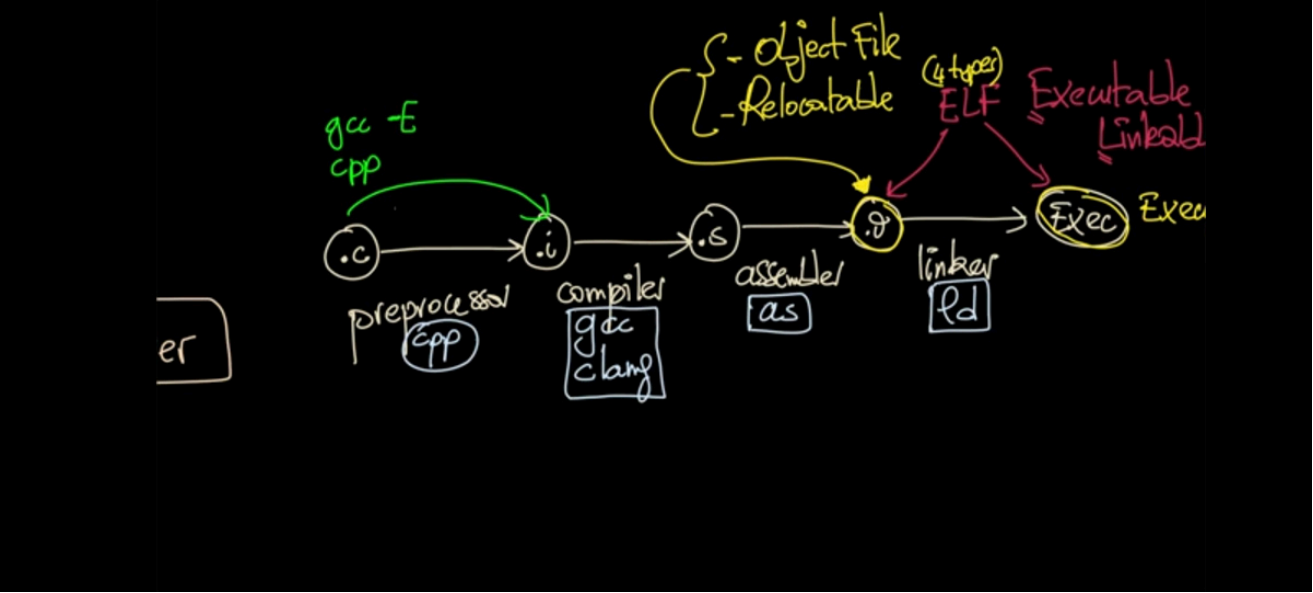 - Object File
- Relocatable
(4 types)
ELF
Executable
Linkabl
gcc -E
cpp
.c
.i
.s
.o
Exec
Exec
preprocessor
cpp
compiler
gcc
clang
assembler
as
linker
ld
er